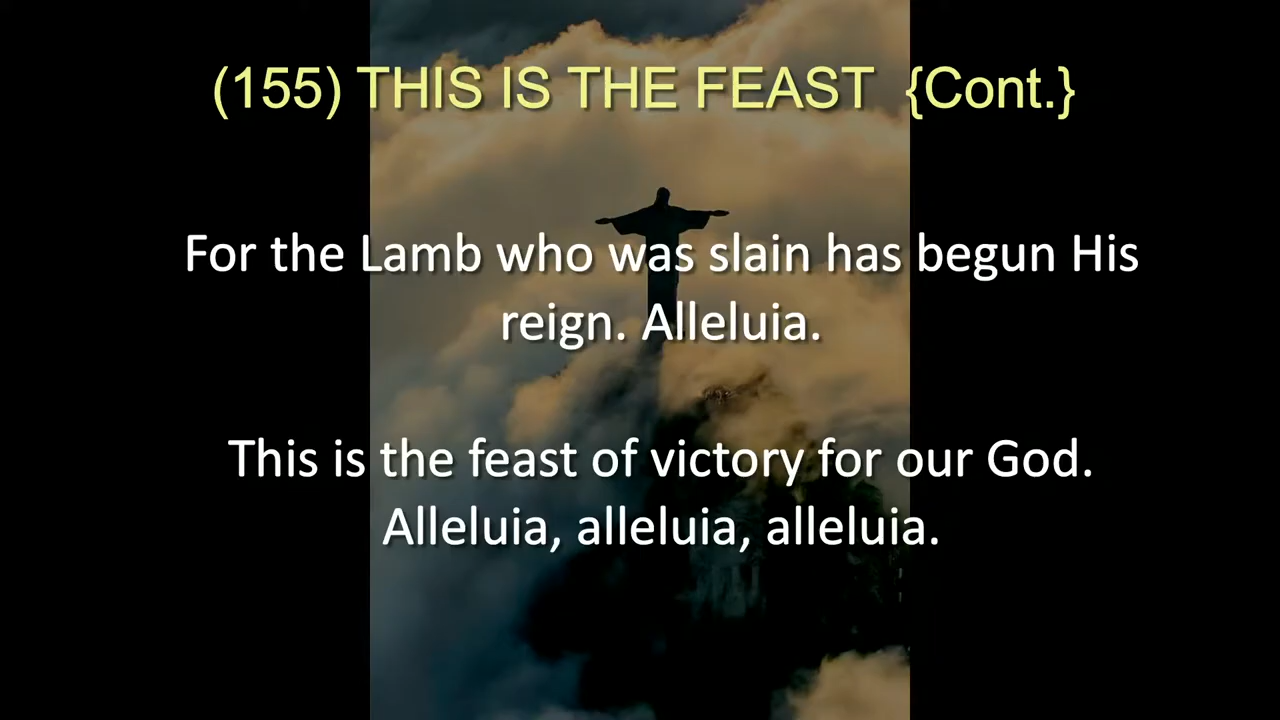 (155) THIS IS THE FEAST {Cont.}
For the Lamb who was slain has begun His
reign. Alleluia.
This is the feast of victory for our God.
Alleluia, alleluia, alleluia.